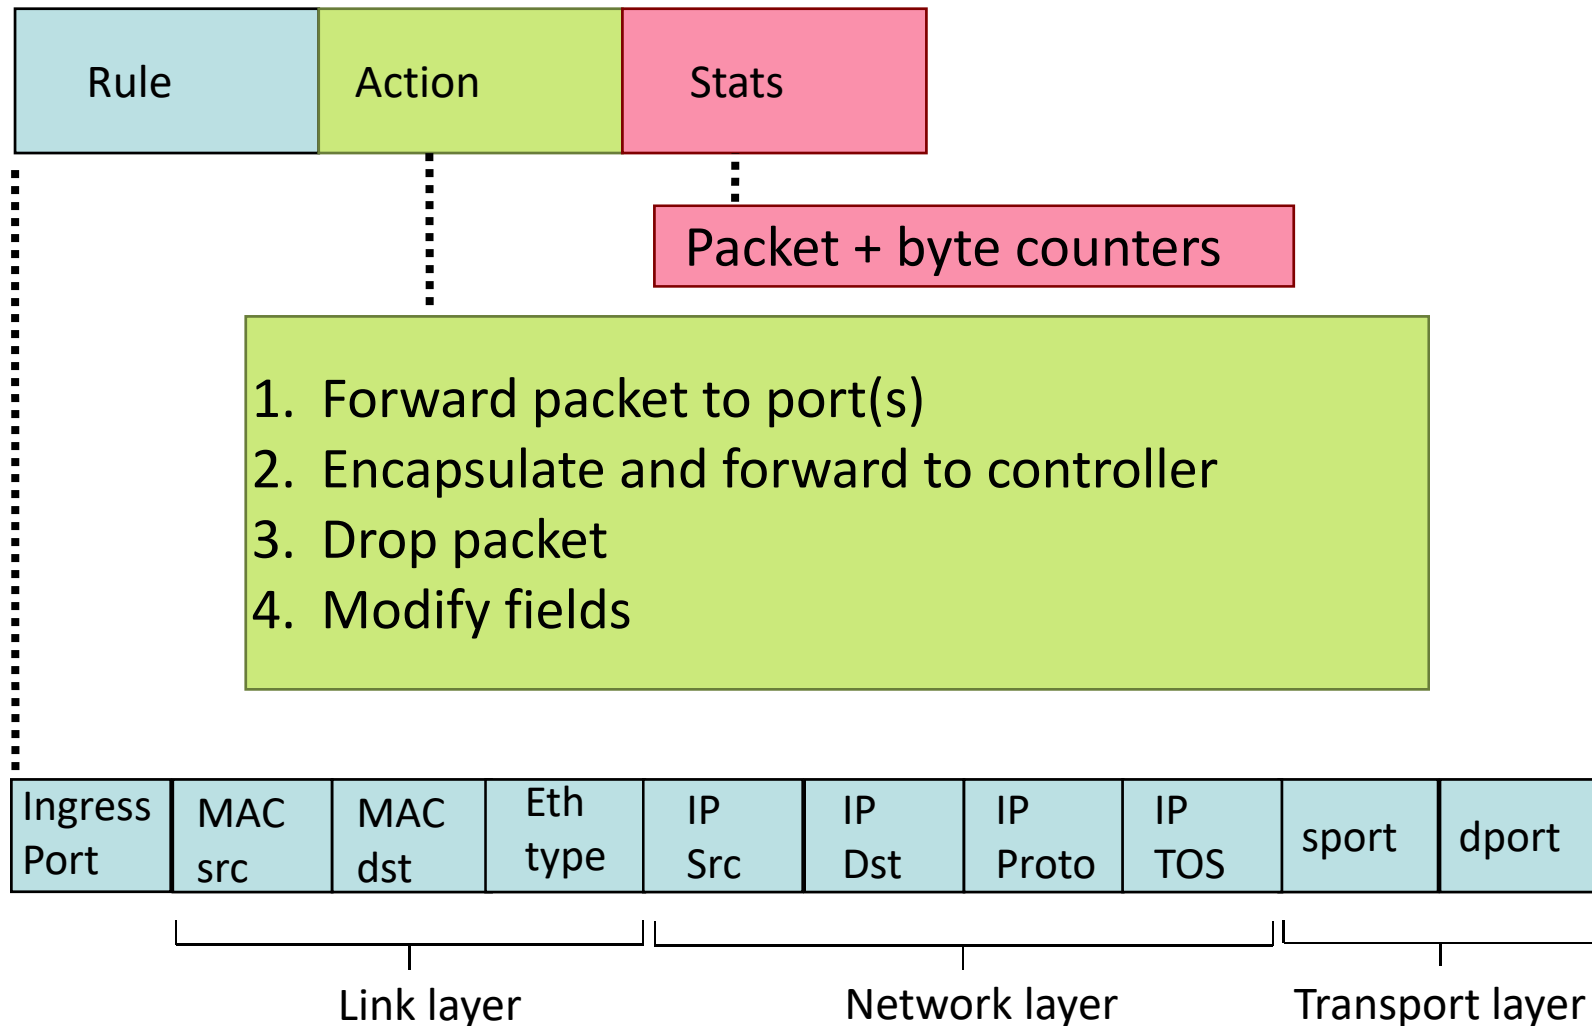 Rule Action Stats
Packet + byte counters
1. Forward packet to port(s)
2. Encapsulate and forward to controller
3. Drop packet
4. Modify fields
Ingress
Port
MAC
src
MAC
dst
Eth
type
IP
Src
IP
Dst
IP
Proto
IP
TOS
sport
dport
Link layer
Network layer
Transport layer